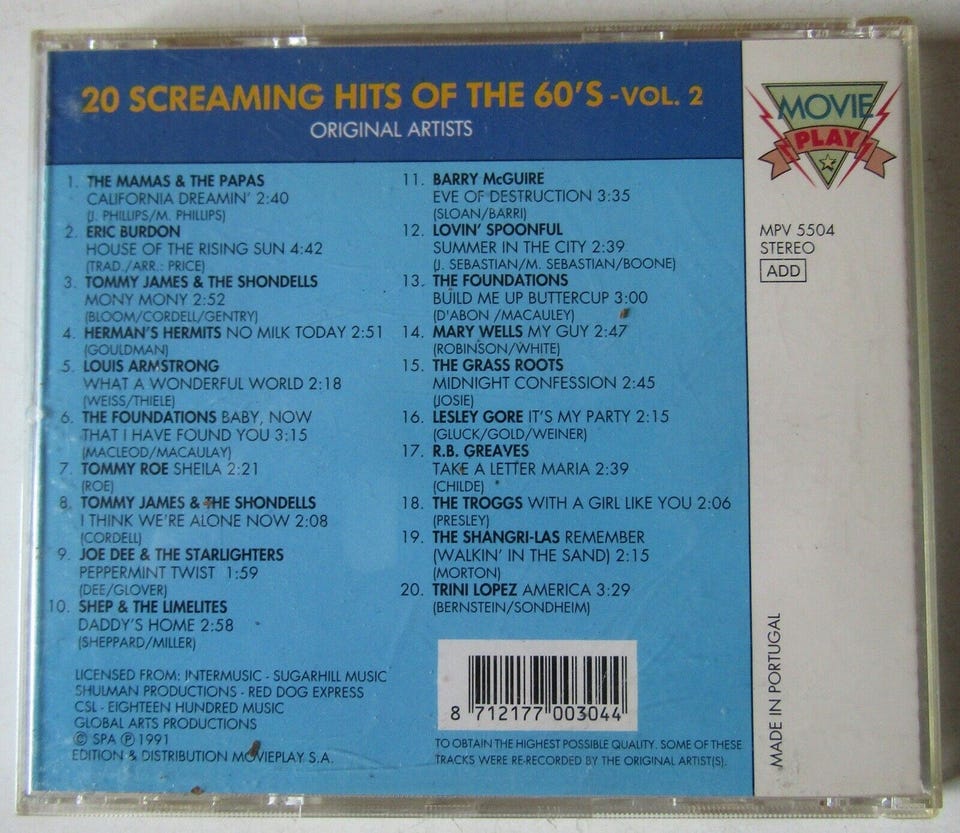 20 SCREAMING HITS OF THE 60'S - VOL. 2
ORIGINAL ARTISTS
1. THE MAMAS & THE PAPAS
CALIFORNIA DREAMIN' 2:40
(J. PHILLIPS/M. PHILLIPS)
2. ERIC BURDON
HOUSE OF THE RISING SUN 4:42
(TRAD./ARR.: PRICE)
3. TOMMY JAMES & THE SHONDELLS
MONY MONY 2:52
(BLOOM/CORDELL/GENTRY)
4. HERMAN'S HERMITS NO MILK TODAY 2:51
(GOULDMAN)
5. LOUIS ARMSTRONG
WHAT A WONDERFUL WORLD 2:18
(WEISS/THIELE)
6. THE FOUNDATIONS BABY, NOW
THAT I HAVE FOUND YOU 3:15
(MACLEOD/MACAULAY)
7. TOMMY ROE SHEILA 2:21
(ROE)
8. TOMMY JAMES & THE SHONDELLS
I THINK WE'RE ALONE NOW 2:08
(CORDELL)
9. JOE DEE & THE STARLIGHTERS
PEPPERMINT TWIST 1:59
(DEE/GLOVER)
10. SHEP & THE LIMELITES
DADDY'S HOME 2:58
(SHEPPARD/MILLER)
11. BARRY McGUIRE
EVE OF DESTRUCTION 3:35
(SLOAN/BARRI)
12. LOVIN' SPOONFUL
SUMMER IN THE CITY 2:39
(J. SEBASTIAN/M. SEBASTIAN/BOONE)
13. THE FOUNDATIONS
BUILD ME UP BUTTERCUP 3:00
(D'ABON /MACAULEY)
14. MARY WELLS MY GUY 2:47
(ROBINSON/WHITE)
15. THE GRASS ROOTS
MIDNIGHT CONFESSION 2:45
(JOSIE)
16. LESLEY GORE IT'S MY PARTY 2:15
(GLUCK/GOLD/WEINER)
17. R.B. GREAVES
TAKE A LETTER MARIA 2:39
(CHILDE)
18. THE TROGGS WITH A GIRL LIKE YOU 2:06
(PRESLEY)
19. THE SHANGRI-LAS REMEMBER
(WALKIN' IN THE SAND) 2:15
(MORTON)
20. TRINI LOPEZ AMERICA 3:29
(BERNSTEIN/SONDHEIM)
LICENSED FROM: INTERMUSIC - SUGARHILL MUSIC
SHULMAN PRODUCTIONS - RED DOG EXPRESS
CSL - EIGHTEEN HUNDRED MUSIC
GLOBAL ARTS PRODUCTIONS
© SPA ℗ 1991
EDITION & DISTRIBUTION MOVIEPLAY S.A.
8 712177 003044
TO OBTAIN THE HIGHEST POSSIBLE QUALITY. SOME OF THESE
TRACKS WERE RE-RECORDED BY THE ORIGINAL ARTIST(S).
MOVIE
PLAY
MPV 5504
STEREO
ADD
MADE IN PORTUGAL